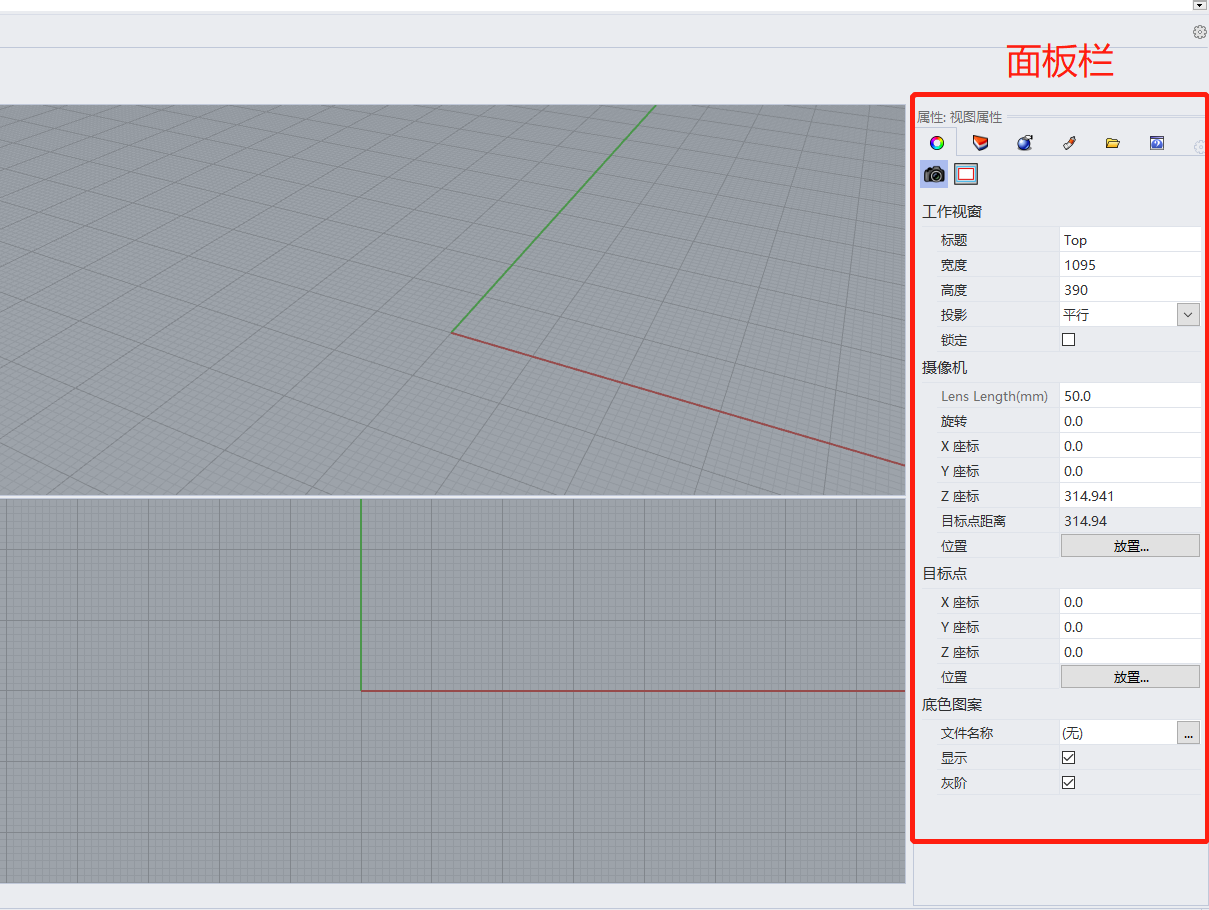 面板栏
属性: 视图属性
工作视窗
标题 Top
宽度 1095
高度 390
投影 平行
锁定
摄像机
Lens Length(mm) 50.0
旋转 0.0
X 座标 0.0
Y 座标 0.0
Z 座标 314.941
目标点距离 314.94
位置 放置...
目标点
X 座标 0.0
Y 座标 0.0
Z 座标 0.0
位置 放置...
底色图案
文件名称 (无) ...
显示
灰阶